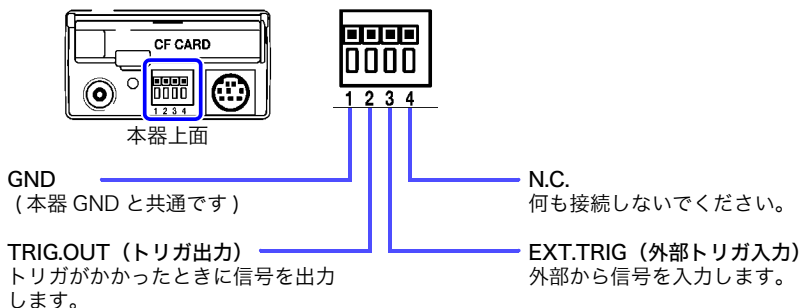 CF CARD
1 2 3 4
本器上面
1 2 3 4
GND
( 本器 GND と共通です )
TRIG.OUT（トリガ出力）
トリガがかかったときに信号を出力
します。
N.C.
何も接続しないでください。
EXT.TRIG（外部トリガ入力）
外部から信号を入力します。